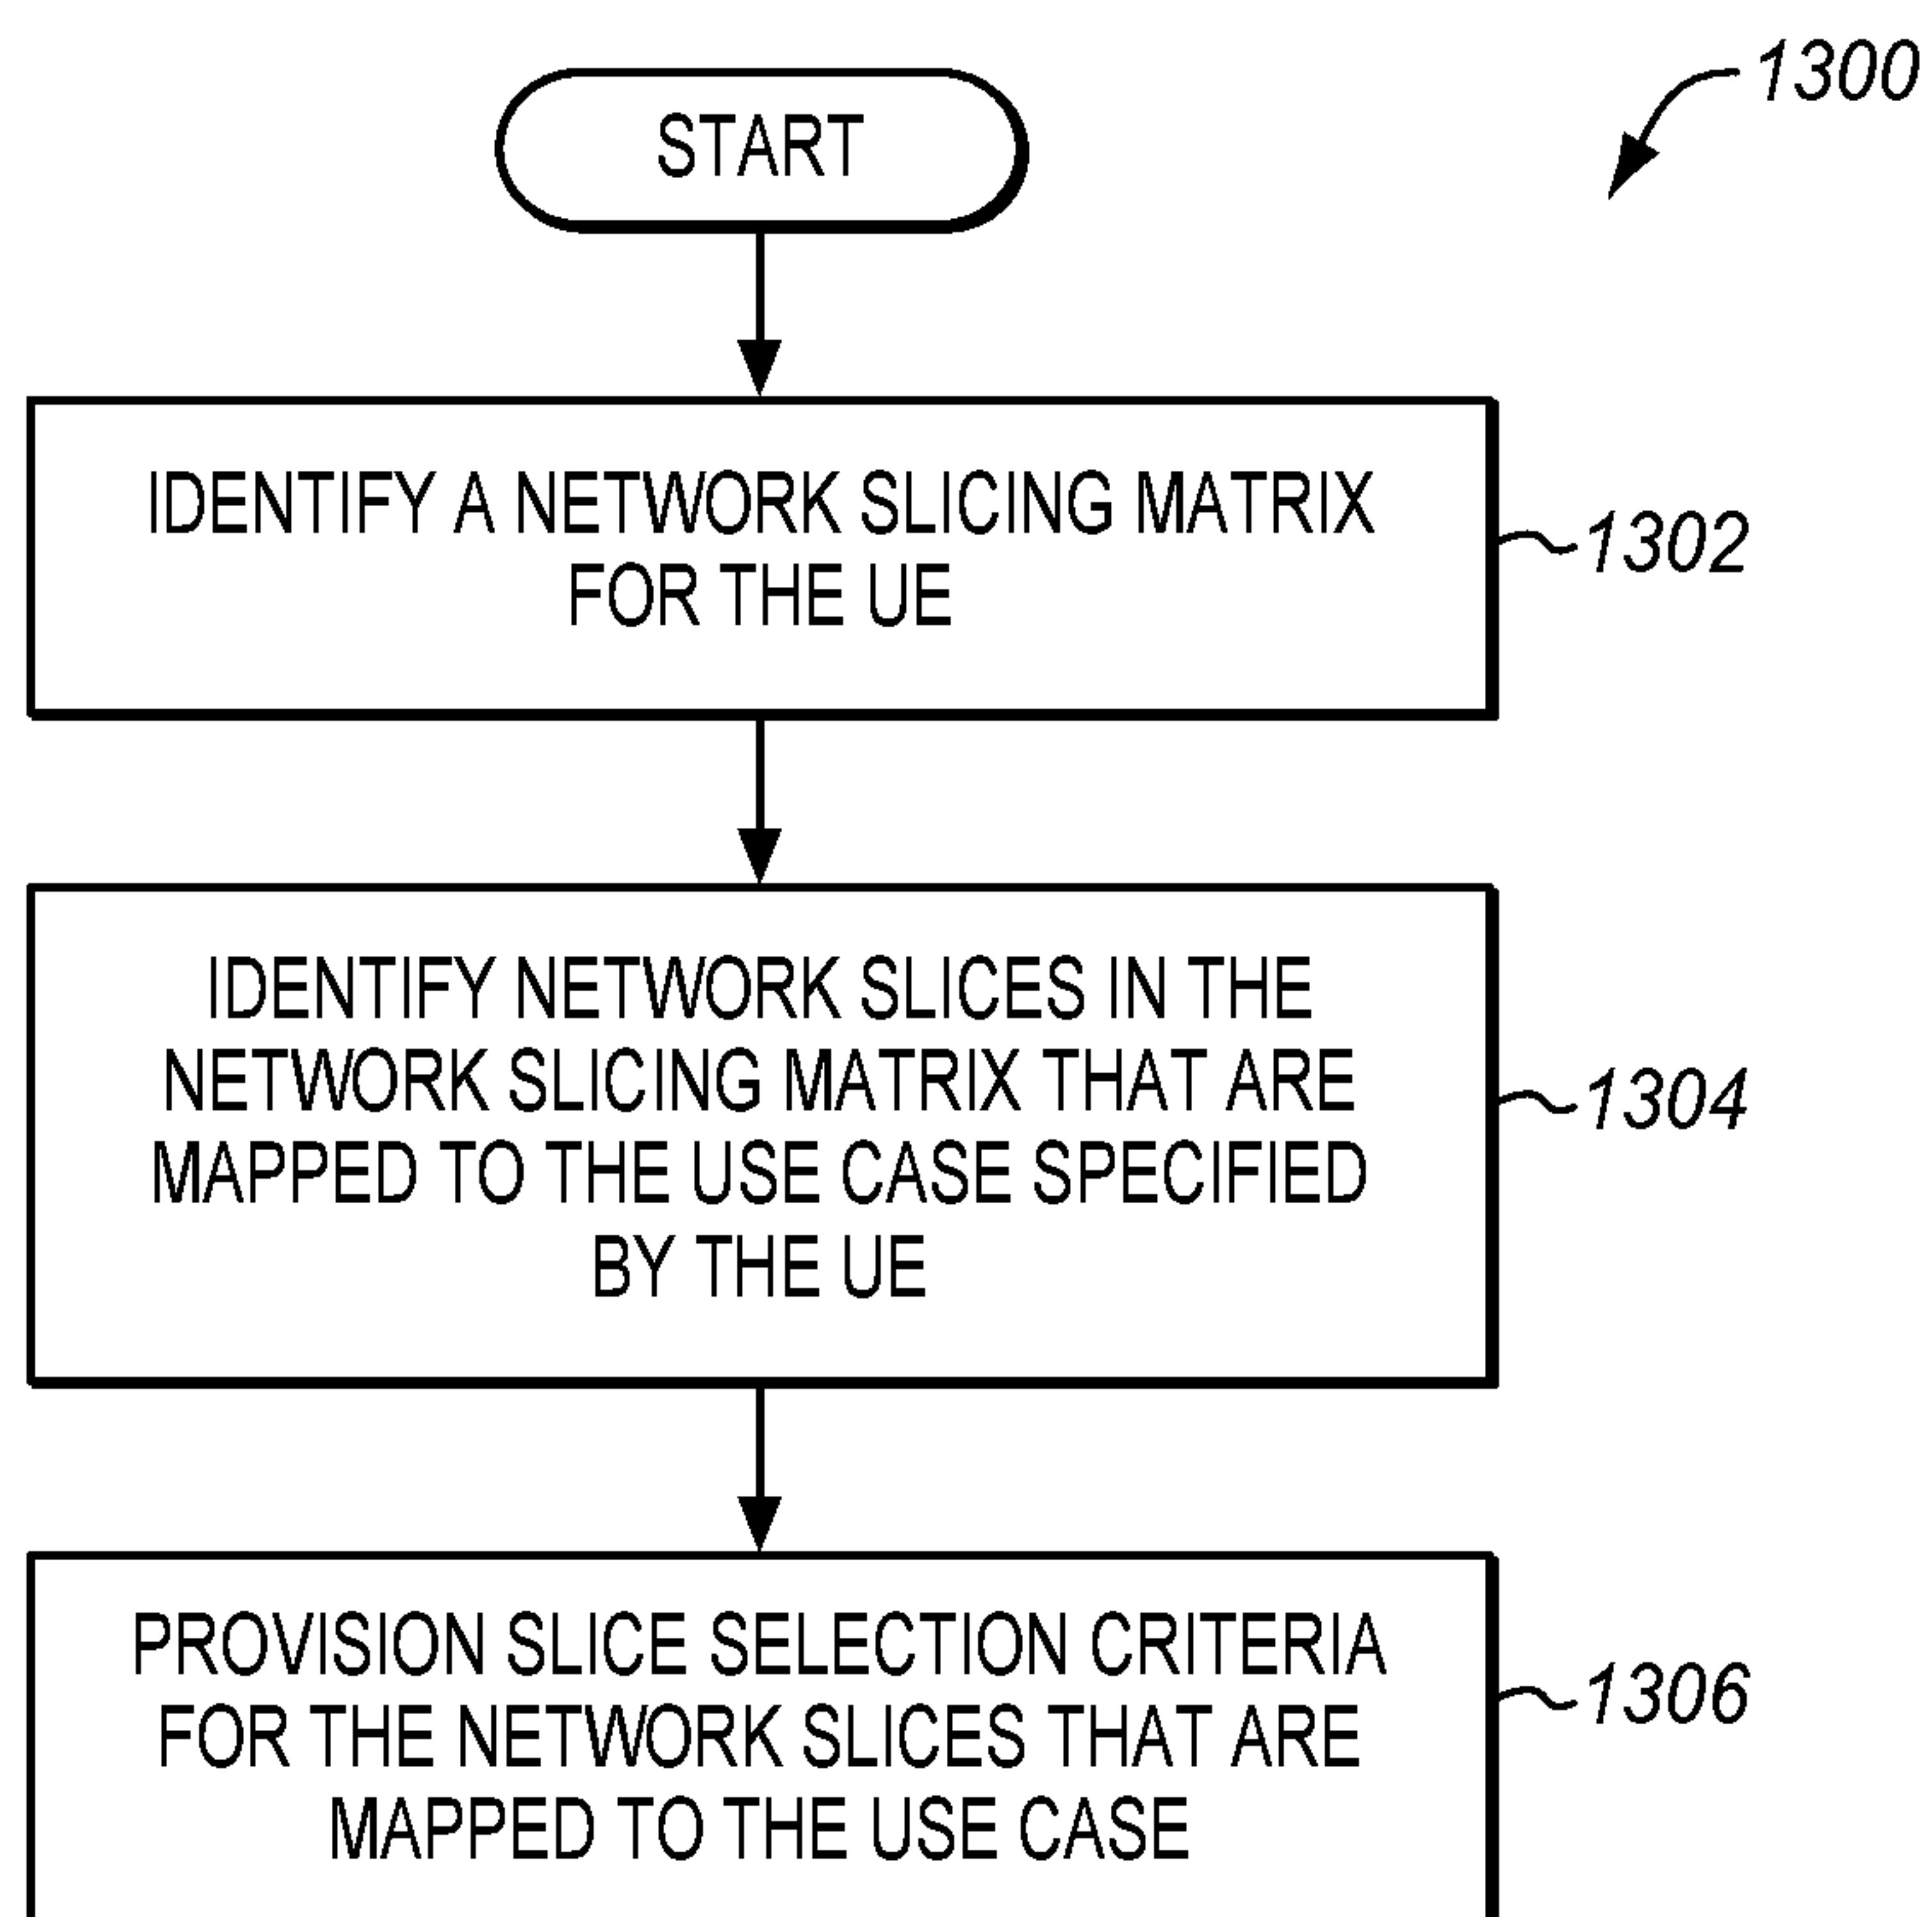 1300
START
IDENTIFY A NETWORK SLICING MATRIX
FOR THE UE
1302
IDENTIFY NETWORK SLICES IN THE
NETWORK SLICING MATRIX THAT ARE
MAPPED TO THE USE CASE SPECIFIED
BY THE UE
1304
PROVISION SLICE SELECTION CRITERIA
FOR THE NETWORK SLICES THAT ARE
MAPPED TO THE USE CASE
1306